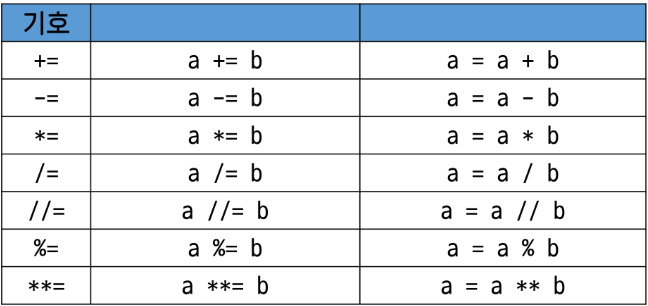 기호
+= a += b a = a + b
-= a -= b a = a - b
*= a *= b a = a * b
/= a /= b a = a / b
//= a //= b a = a // b
%= a %= b a = a % b
**= a **= b a = a ** b